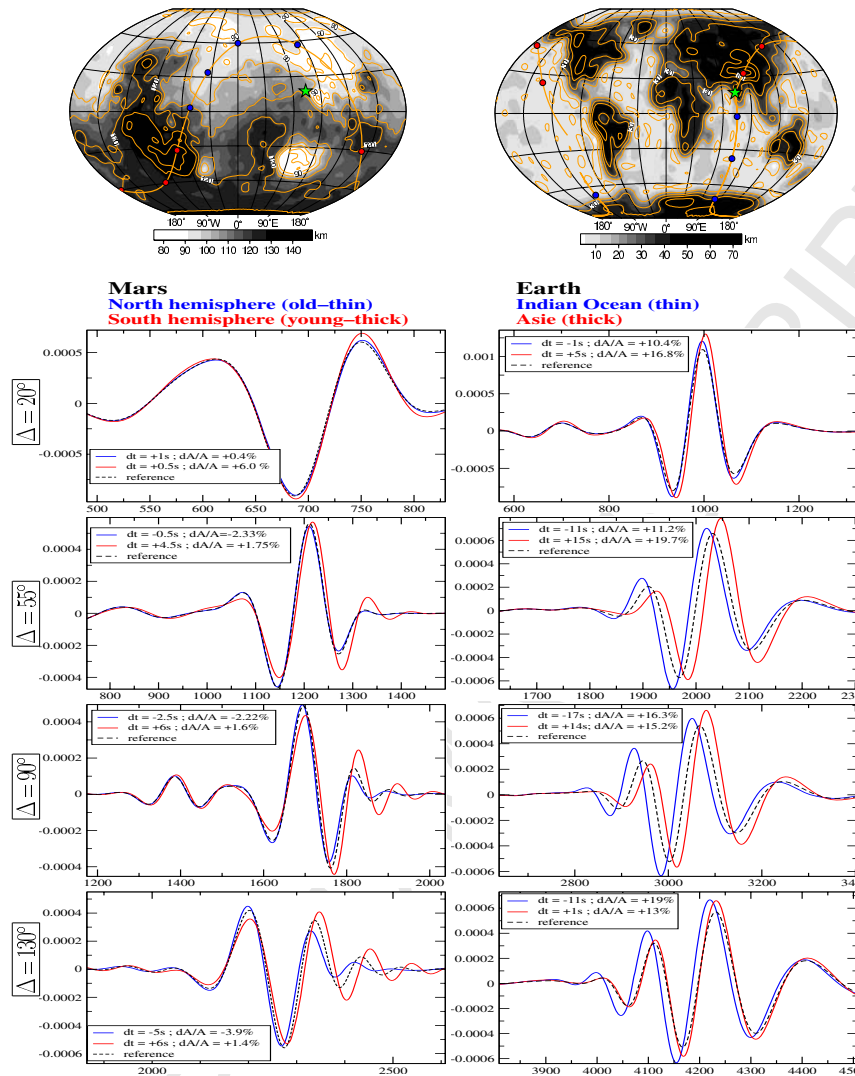 180° 90°W 0° 90°E 180°
km
80 90 100 110 120 130 140
180° 90°W 0° 90°E 180°
km
10 20 30 40 50 60 70
Mars
North hemisphere (old-thin)
South hemisphere (young-thick)
Earth
Indian Ocean (thin)
Asie (thick)
Δ = 20°
0.0005
0
-0.0005
dt = +1s ; dA/A = +0.4%
dt = +0.5s ; dA/A = +6.0 %
reference
500 550 600 650 700 750 800
0.001
0.0005
0
-0.0005
dt = -1s ; dA/A = +10.4%
dt = +5s ; dA/A = +16.8%
reference
600 800 1000 1200
Δ = 55°
0.0004
0.0002
0
-0.0002
-0.0004
dt = -0.5s ; dA/A=-2.33%
dt = +4.5s ; dA/A = +1.75%
reference
800 900 1000 1100 1200 1300 1400
0.0006
0.0004
0.0002
0
-0.0002
-0.0004
-0.0006
dt = -11s ; dA/A = +11.2%
dt = +15s ; dA/A = +19.7%
reference
1700 1800 1900 2000 2100 2200
Δ = 90°
0.0004
0.0002
0
-0.0002
-0.0004
dt = -2.5s ; dA/A = -2.22%
dt = +6s ; dA/A = +1.6%
reference
1200 1400 1600 1800 2000
0.0006
0.0004
0.0002
0
-0.0002
-0.0004
-0.0006
dt = -17s ; dA/A = +16.3%
dt = +14s ; dA/A = +15.2%
reference
2800 3000 3200
Δ = 130°
0.0004
0.0002
0
-0.0002
-0.0004
-0.0006
dt = -5s ; dA/A = -3.9%
dt = +6s ; dA/A = +1.4%
reference
2000 2500
0.0006
0.0004
0.0002
0
-0.0002
-0.0004
-0.0006
dt = -11s ; dA/A = +19%
dt = +1s ; dA/A = +13%
reference
3900 4000 4100 4200 4300 4400